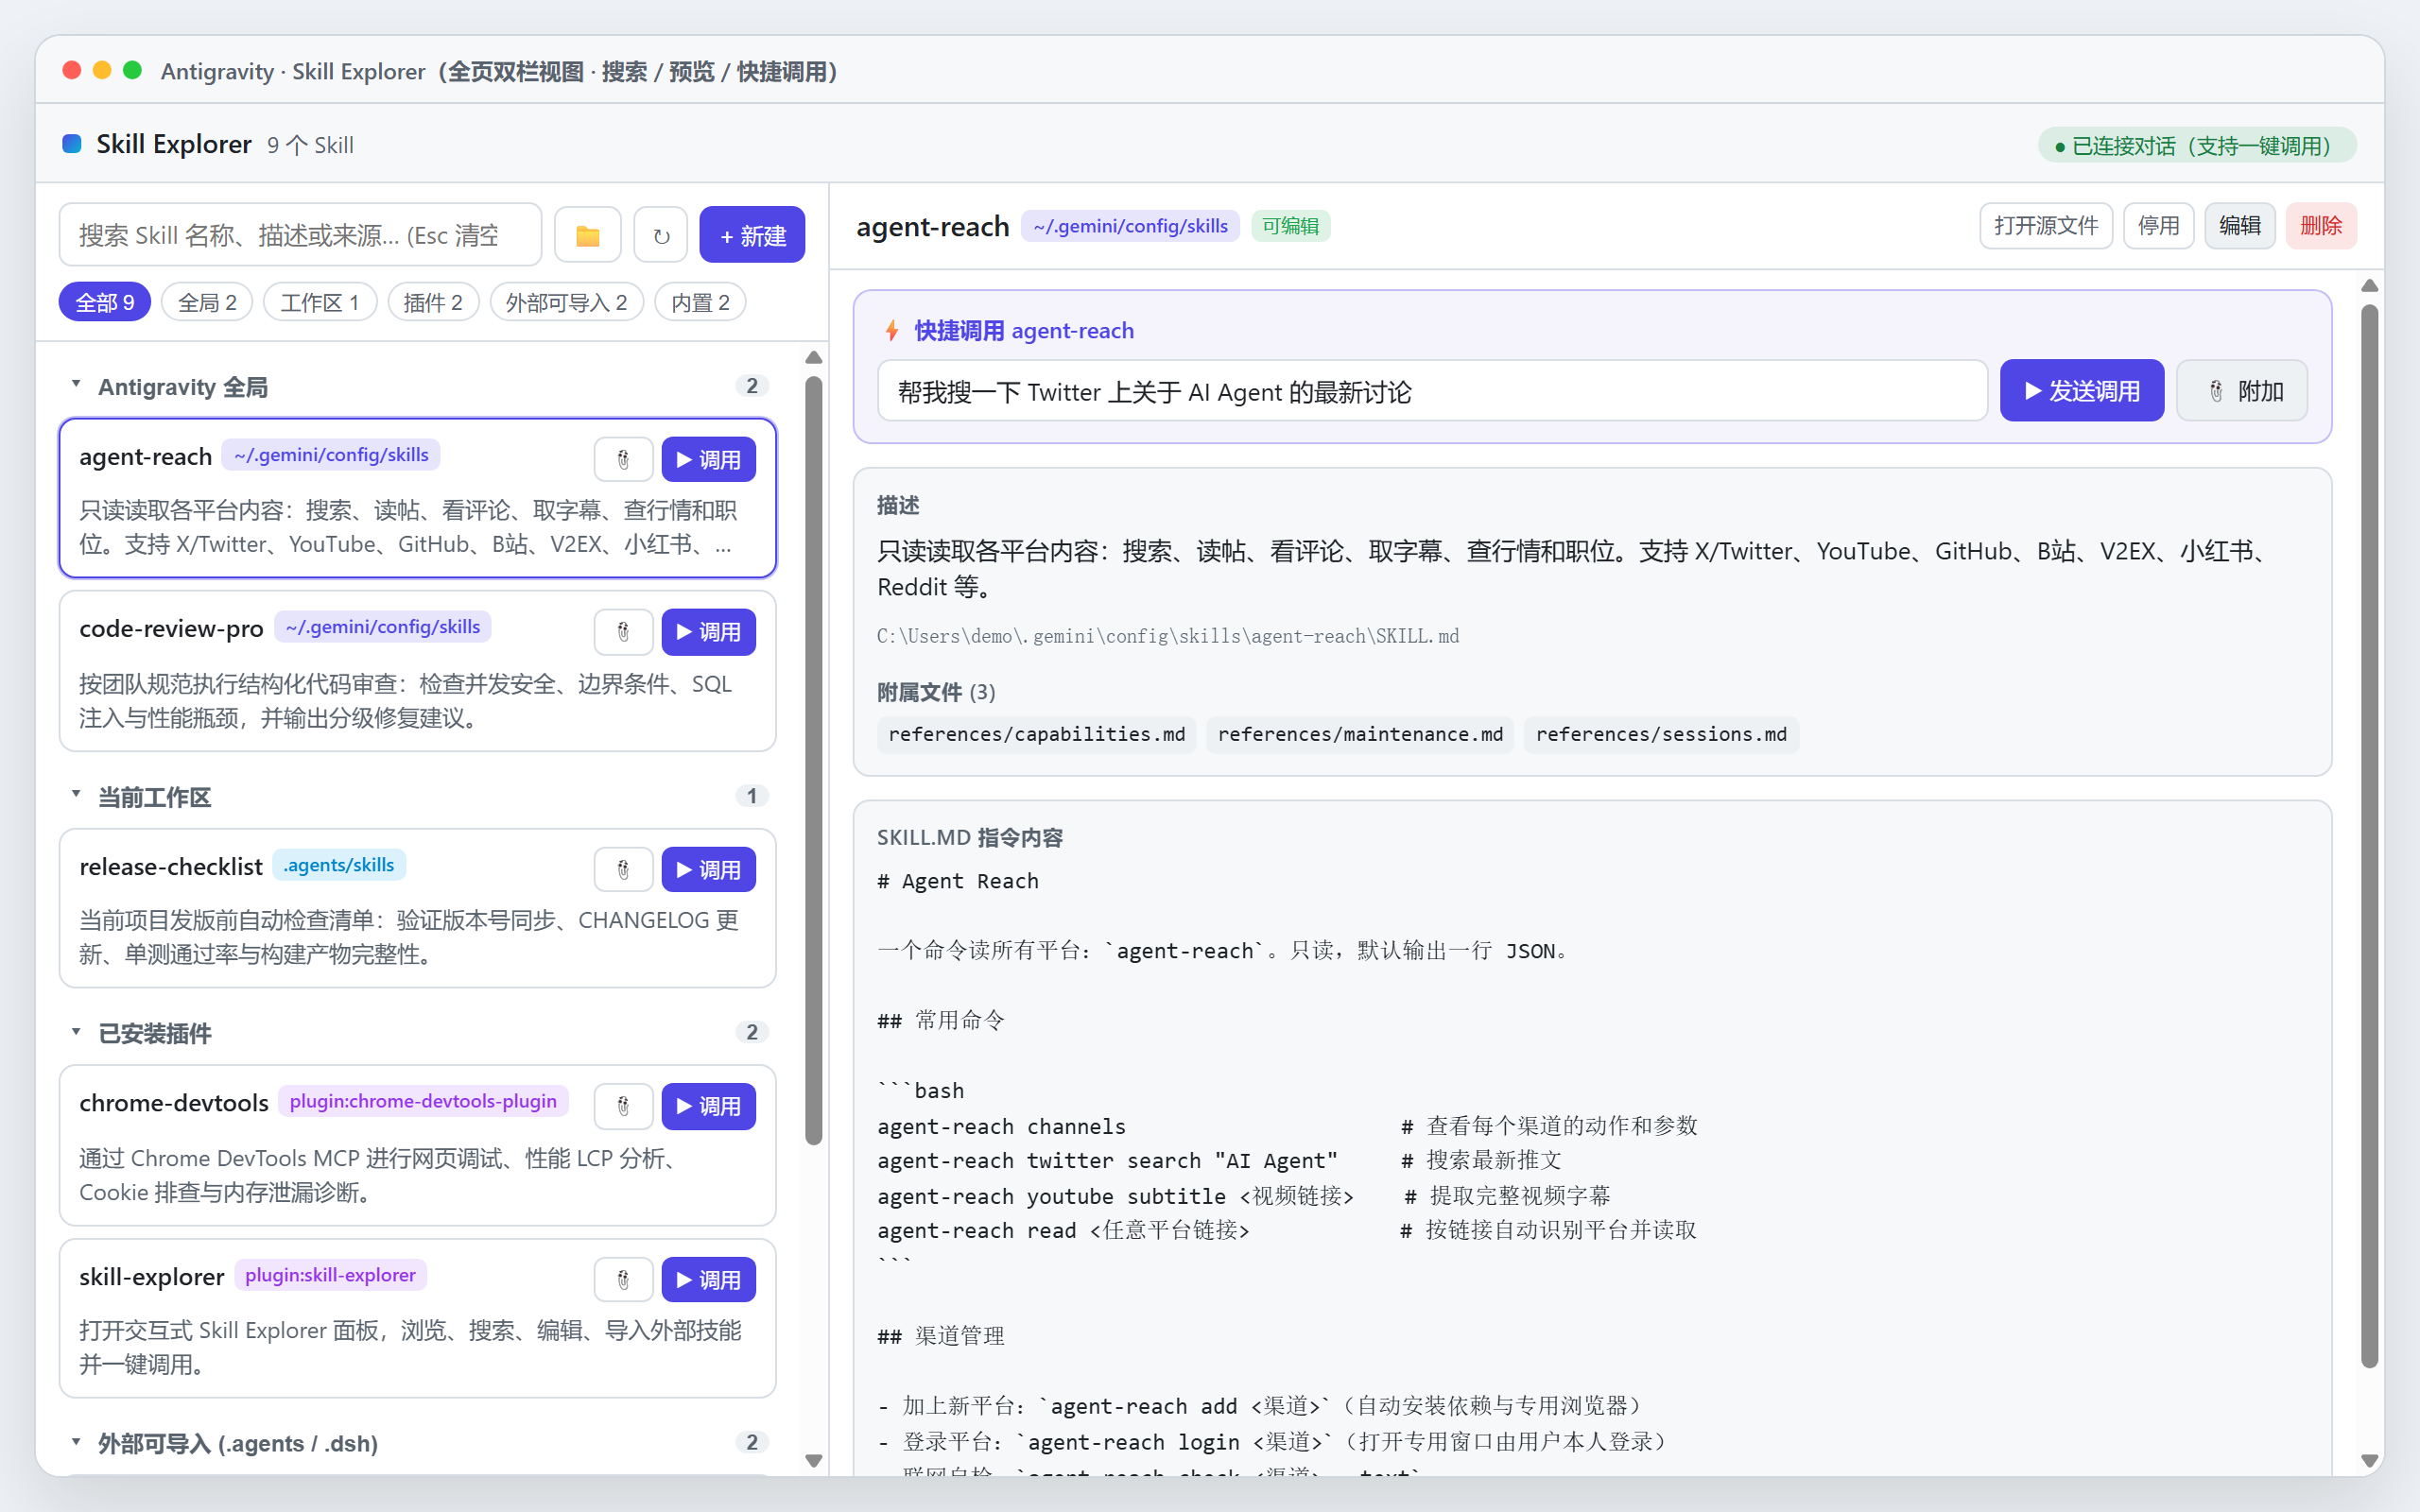 Antigravity · Skill Explorer（全页双栏视图 · 搜索 / 预览 / 快捷调用）
Skill Explorer 9 个 Skill
● 已连接对话（支持一键调用）
搜索 Skill 名称、描述或来源... (Esc 清空
+ 新建
全部 9
全局 2
工作区 1
插件 2
外部可导入 2
内置 2
Antigravity 全局 2
agent-reach ~/.gemini/config/skills
▶ 调用
只读读取各平台内容：搜索、读帖、看评论、取字幕、查行情和职
位。支持 X/Twitter、YouTube、GitHub、B站、V2EX、小红书、...
code-review-pro ~/.gemini/config/skills
▶ 调用
按团队规范执行结构化代码审查：检查并发安全、边界条件、SQL
注入与性能瓶颈，并输出分级修复建议。
当前工作区 1
release-checklist .agents/skills
▶ 调用
当前项目发版前自动检查清单：验证版本号同步、CHANGELOG 更
新、单测通过率与构建产物完整性。
已安装插件 2
chrome-devtools plugin:chrome-devtools-plugin
▶ 调用
通过 Chrome DevTools MCP 进行网页调试、性能 LCP 分析、
Cookie 排查与内存泄漏诊断。
skill-explorer plugin:skill-explorer
▶ 调用
打开交互式 Skill Explorer 面板，浏览、搜索、编辑、导入外部技能
并一键调用。
外部可导入 (.agents / .dsh) 2
agent-reach ~/.gemini/config/skills 可编辑
打开源文件
停用
编辑
删除
快捷调用 agent-reach
帮我搜一下 Twitter 上关于 AI Agent 的最新讨论
▶ 发送调用
附加
描述
只读读取各平台内容：搜索、读帖、看评论、取字幕、查行情和职位。支持 X/Twitter、YouTube、GitHub、B站、V2EX、小红书、
Reddit 等。
C:\Users\demo\.gemini\config\skills\agent-reach\SKILL.md
附属文件 (3)
references/capabilities.md
references/maintenance.md
references/sessions.md
SKILL.MD 指令内容
# Agent Reach
一个命令读所有平台：`agent-reach`。只读，默认输出一行 JSON。
## 常用命令
```bash
agent-reach channels # 查看每个渠道的动作和参数
agent-reach twitter search "AI Agent" # 搜索最新推文
agent-reach youtube subtitle <视频链接> # 提取完整视频字幕
agent-reach read <任意平台链接> # 按链接自动识别平台并读取
```
## 渠道管理
- 加上新平台：`agent-reach add <渠道>`（自动安装依赖与专用浏览器）
- 登录平台：`agent-reach login <渠道>`（打开专用窗口由用户本人登录）